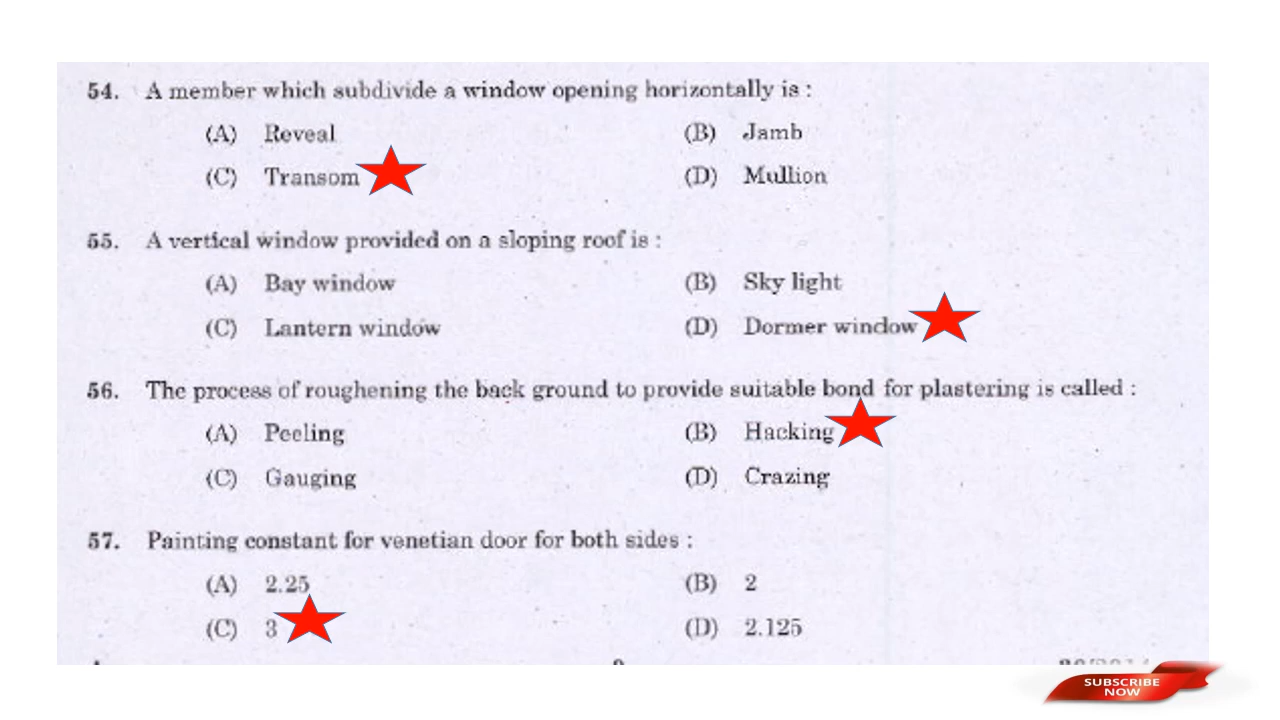 54. A member which subdivide a window opening horizontally is :
(A) Reveal (B) Jamb
(C) Transom (D) Mullion
55. A vertical window provided on a sloping roof is :
(A) Bay window (B) Sky light
(C) Lantern window (D) Dormer window
56. The process of roughening the back ground to provide suitable bond for plastering is called :
(A) Peeling (B) Hacking
(C) Gauging (D) Crazing
57. Painting constant for venetian door for both sides :
(A) 2.25 (B) 2
(C) 3 (D) 2.125
SUBSCRIBE
NOW